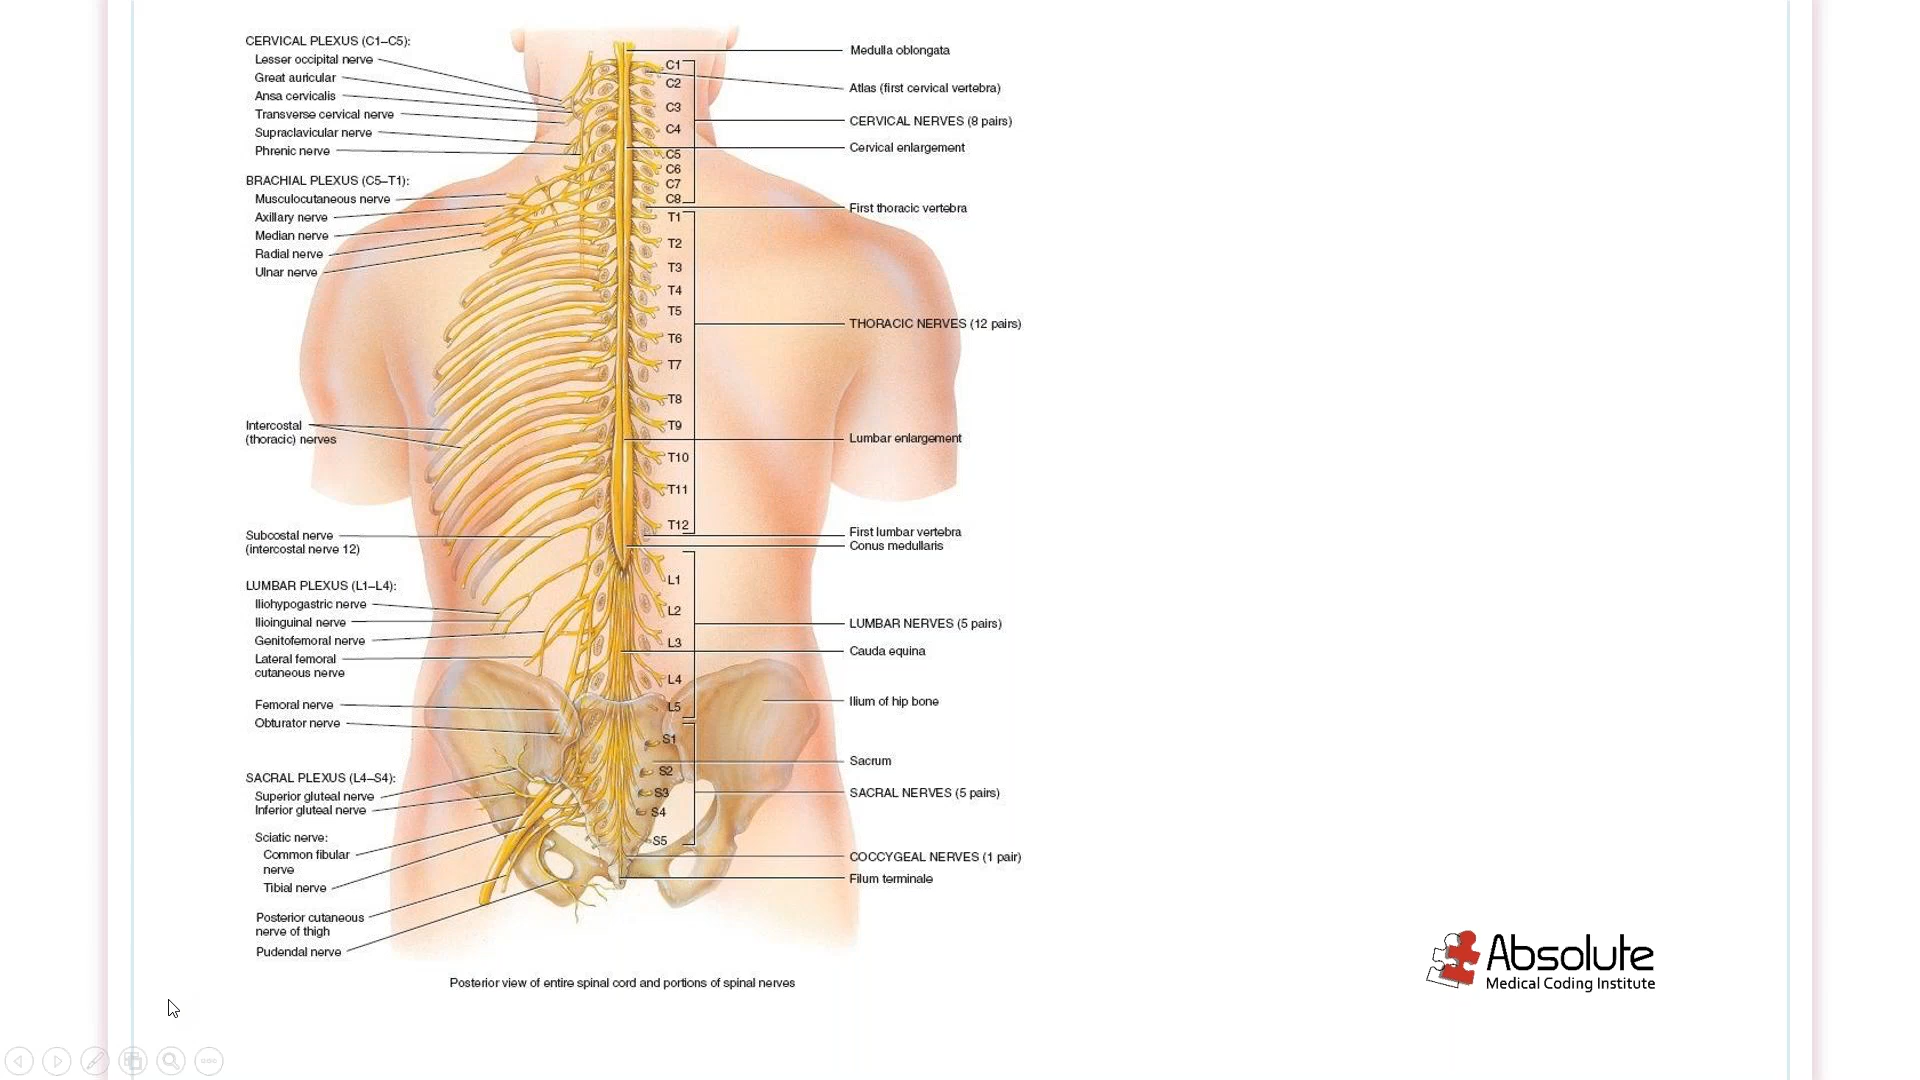 CERVICAL PLEXUS (C1–C5):
Lesser occipital nerve
Great auricular
Ansa cervicalis
Transverse cervical nerve
Supraclavicular nerve
Phrenic nerve
BRACHIAL PLEXUS (C5–T1):
Musculocutaneous nerve
Axillary nerve
Median nerve
Radial nerve
Ulnar nerve
Intercostal
(thoracic) nerves
Subcostal nerve
(intercostal nerve 12)
LUMBAR PLEXUS (L1–L4):
Iliohypogastric nerve
Ilioinguinal nerve
Genitofemoral nerve
Lateral femoral
cutaneous nerve
Femoral nerve
Obturator nerve
SACRAL PLEXUS (L4–S4):
Superior gluteal nerve
Inferior gluteal nerve
Sciatic nerve:
Common fibular
nerve
Tibial nerve
Posterior cutaneous
nerve of thigh
Pudendal nerve
C1
C2
C3
C4
C5
C6
C7
C8
T1
T2
T3
T4
T5
T6
T7
T8
T9
T10
T11
T12
L1
L2
L3
L4
L5
S1
S2
S3
S4
S5
Medulla oblongata
Atlas (first cervical vertebra)
CERVICAL NERVES (8 pairs)
Cervical enlargement
First thoracic vertebra
THORACIC NERVES (12 pairs)
Lumbar enlargement
First lumbar vertebra
Conus medullaris
LUMBAR NERVES (5 pairs)
Cauda equina
Ilium of hip bone
Sacrum
SACRAL NERVES (5 pairs)
COCCYGEAL NERVES (1 pair)
Filum terminale
Posterior view of entire spinal cord and portions of spinal nerves
Absolute
Medical Coding Institute